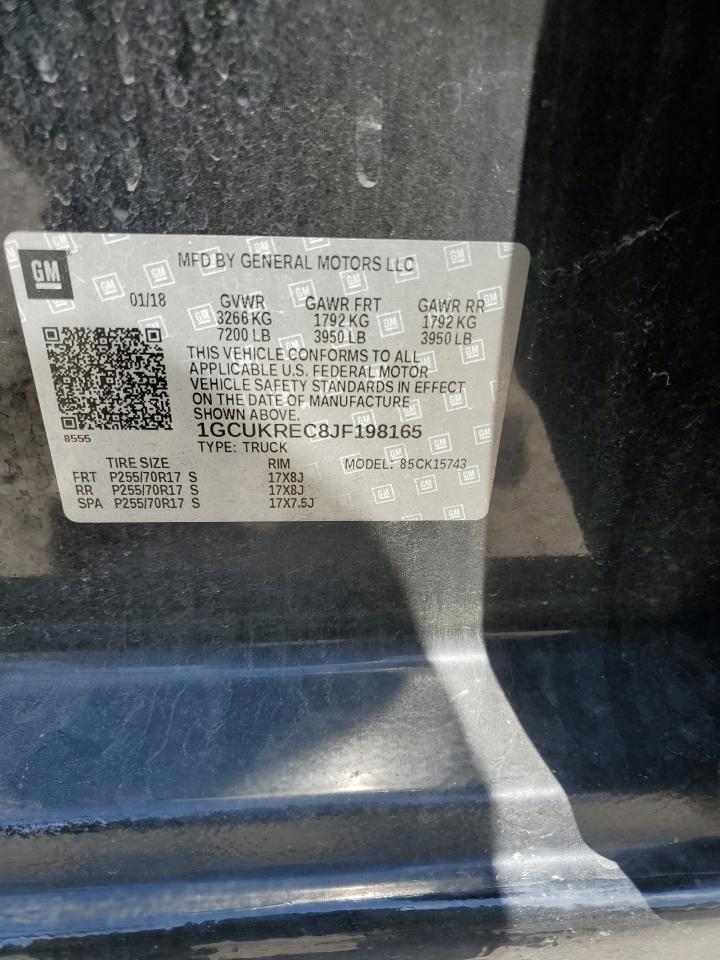 GM
MFD BY GENERAL MOTORS LLC
01/18 GVWR GAWR FRT GAWR RR
3266 KG 1792 KG 1792 KG
7200 LB 3950 LB 3950 LB
THIS VEHICLE CONFORMS TO ALL
APPLICABLE U.S. FEDERAL MOTOR
VEHICLE SAFETY STANDARDS IN EFFECT
ON THE DATE OF MANUFACTURE
SHOWN ABOVE.
8555
1GCUKREC8JF198165
TYPE: TRUCK
TIRE SIZE RIM MODEL: 85CK15743
FRT P255/70R17 S 17X8J
RR P255/70R17 S 17X8J
SPA P255/70R17 S 17X7.5J